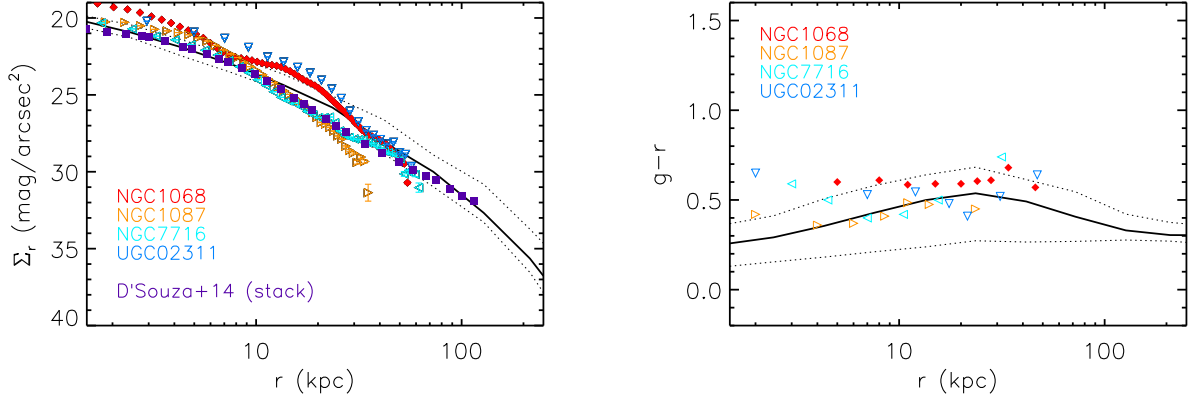 20
25
30
35
40
Σr (mag/arcsec²)
NGC1068
NGC1087
NGC7716
UGC02311
D'Souza+14 (stack)
10
100
r (kpc)
1.5
1.0
0.5
0.0
g-r
NGC1068
NGC1087
NGC7716
UGC02311
10
100
r (kpc)